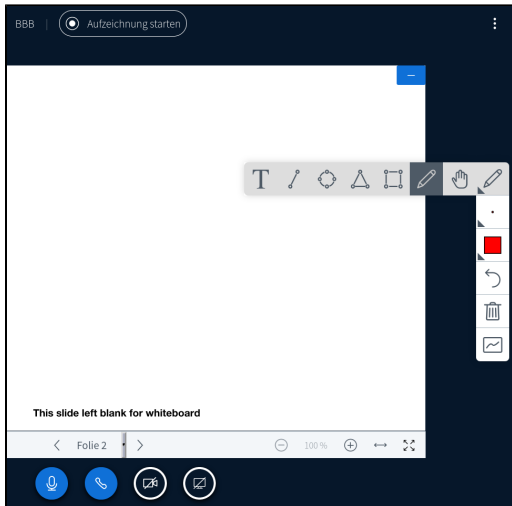 BBB | Aufzeichnung starten
T
This slide left blank for whiteboard
Folie 2
100 %